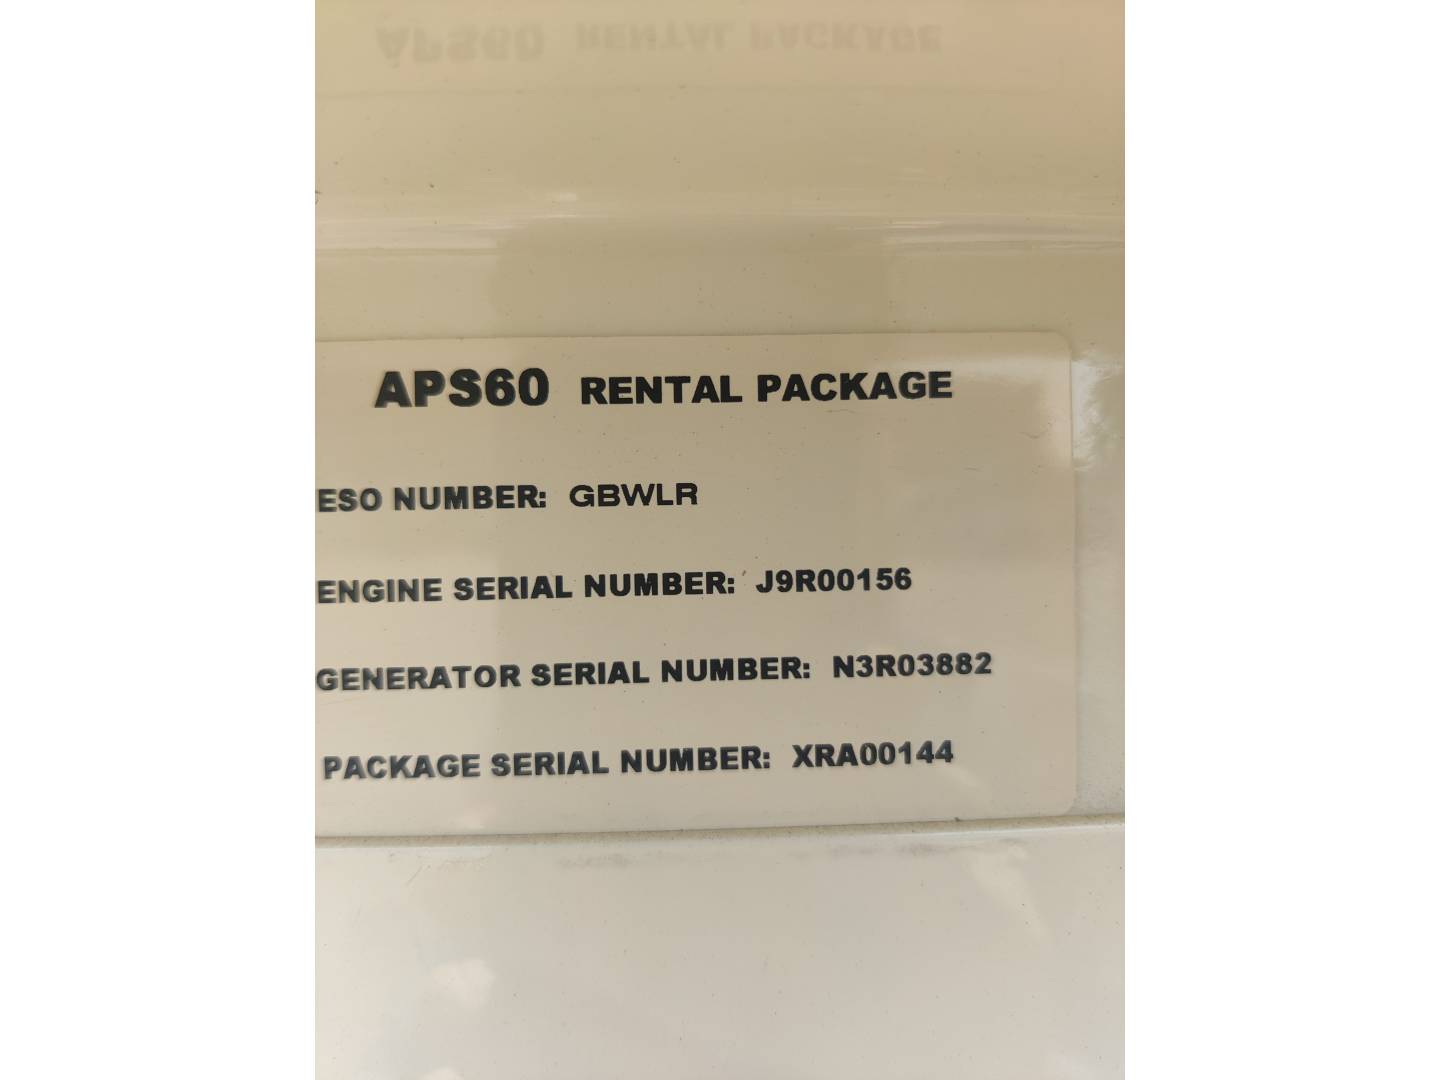 APS60 RENTAL PACKAGE
ESO NUMBER: GBWLR
ENGINE SERIAL NUMBER: J9R00156
GENERATOR SERIAL NUMBER: N3R03882
PACKAGE SERIAL NUMBER: XRA00144